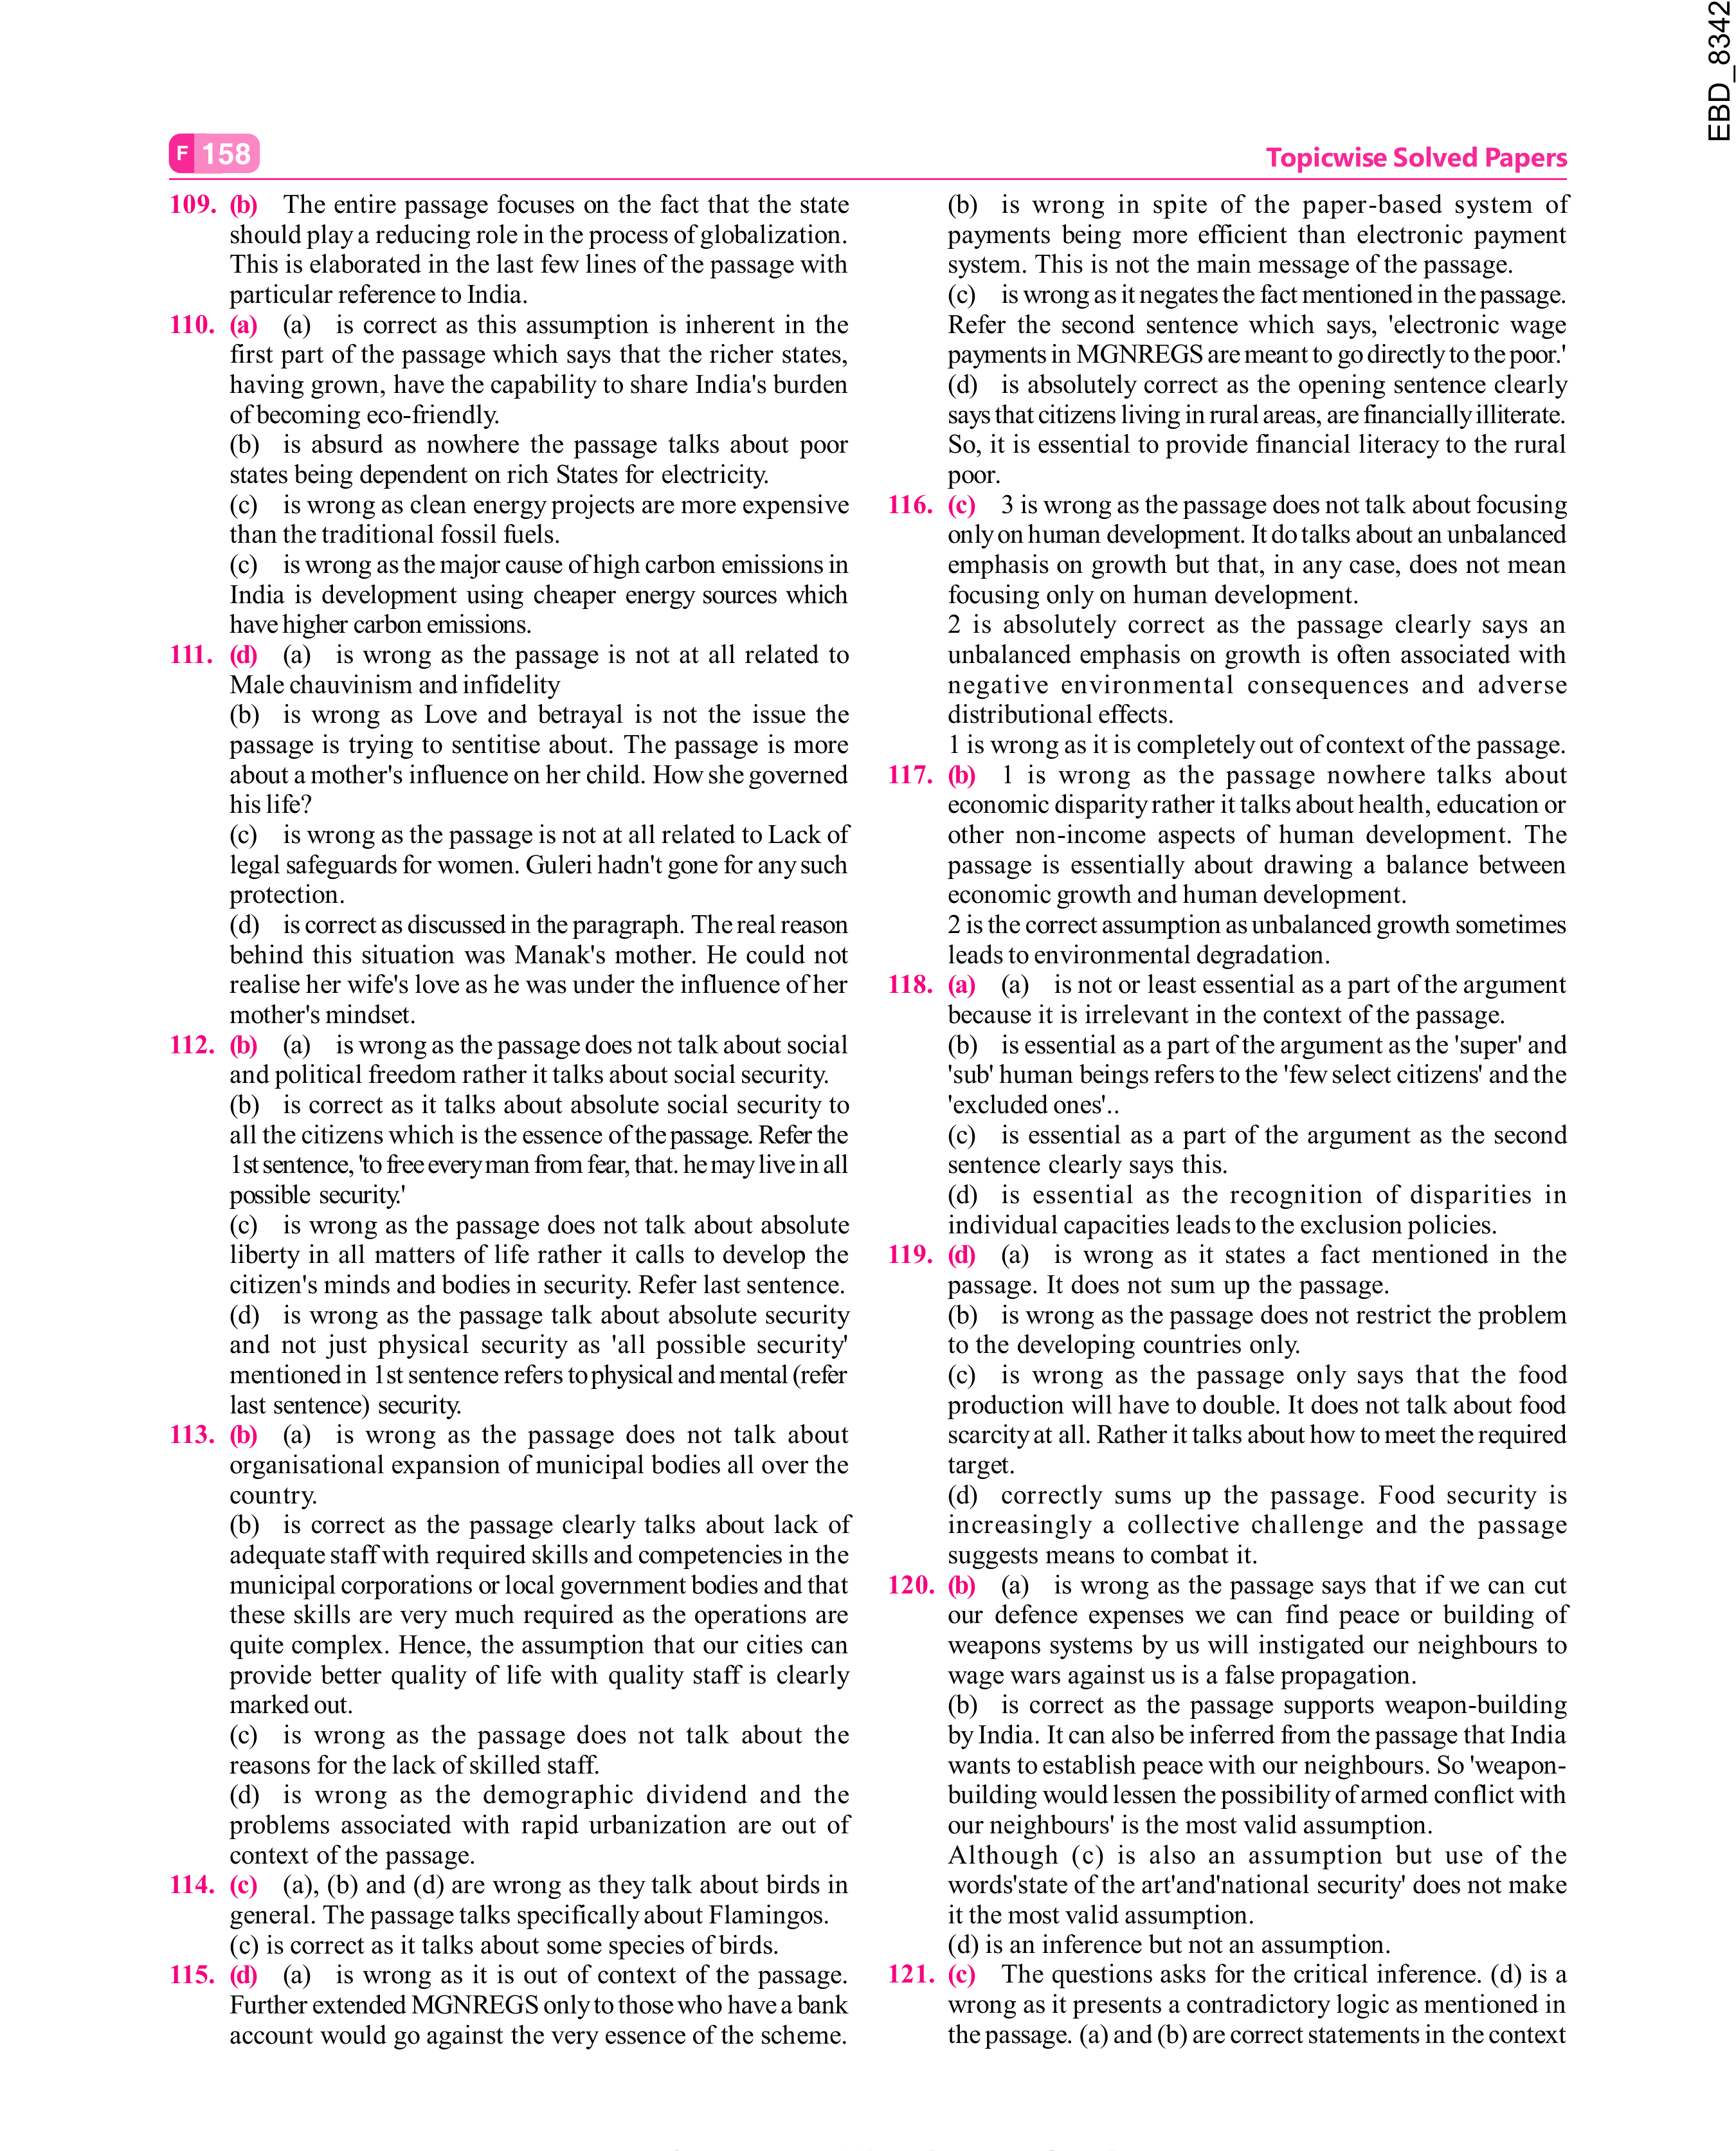 EBD_8342
F 158
Topicwise Solved Papers
109. (b) The entire passage focuses on the fact that the state
should play a reducing role in the process of globalization.
This is elaborated in the last few lines of the passage with
particular reference to India.
110. (a) (a) is correct as this assumption is inherent in the
first part of the passage which says that the richer states,
having grown, have the capability to share India's burden
of becoming eco-friendly.
(b) is absurd as nowhere the passage talks about poor
states being dependent on rich States for electricity.
(c) is wrong as clean energy projects are more expensive
than the traditional fossil fuels.
(c) is wrong as the major cause of high carbon emissions in
India is development using cheaper energy sources which
have higher carbon emissions.
111. (d) (a) is wrong as the passage is not at all related to
Male chauvinism and infidelity
(b) is wrong as Love and betrayal is not the issue the
passage is trying to sentitise about. The passage is more
about a mother's influence on her child. How she governed
his life?
(c) is wrong as the passage is not at all related to Lack of
legal safeguards for women. Guleri hadn't gone for any such
protection.
(d) is correct as discussed in the paragraph. The real reason
behind this situation was Manak's mother. He could not
realise her wife's love as he was under the influence of her
mother's mindset.
112. (b) (a) is wrong as the passage does not talk about social
and political freedom rather it talks about social security.
(b) is correct as it talks about absolute social security to
all the citizens which is the essence of the passage. Refer the
1st sentence, 'to free every man from fear, that. he may live in all
possible security.'
(c) is wrong as the passage does not talk about absolute
liberty in all matters of life rather it calls to develop the
citizen's minds and bodies in security. Refer last sentence.
(d) is wrong as the passage talk about absolute security
and not just physical security as 'all possible security'
mentioned in 1st sentence refers to physical and mental (refer
last sentence) security.
113. (b) (a) is wrong as the passage does not talk about
organisational expansion of municipal bodies all over the
country.
(b) is correct as the passage clearly talks about lack of
adequate staff with required skills and competencies in the
municipal corporations or local government bodies and that
these skills are very much required as the operations are
quite complex. Hence, the assumption that our cities can
provide better quality of life with quality staff is clearly
marked out.
(c) is wrong as the passage does not talk about the
reasons for the lack of skilled staff.
(d) is wrong as the demographic dividend and the
problems associated with rapid urbanization are out of
context of the passage.
114. (c) (a), (b) and (d) are wrong as they talk about birds in
general. The passage talks specifically about Flamingos.
(c) is correct as it talks about some species of birds.
115. (d) (a) is wrong as it is out of context of the passage.
Further extended MGNREGS only to those who have a bank
account would go against the very essence of the scheme.
(b) is wrong in spite of the paper-based system of
payments being more efficient than electronic payment
system. This is not the main message of the passage.
(c) is wrong as it negates the fact mentioned in the passage.
Refer the second sentence which says, 'electronic wage
payments in MGNREGS are meant to go directly to the poor.'
(d) is absolutely correct as the opening sentence clearly
says that citizens living in rural areas, are financially illiterate.
So, it is essential to provide financial literacy to the rural
poor.
116. (c) 3 is wrong as the passage does not talk about focusing
only on human development. It do talks about an unbalanced
emphasis on growth but that, in any case, does not mean
focusing only on human development.
2 is absolutely correct as the passage clearly says an
unbalanced emphasis on growth is often associated with
negative environmental consequences and adverse
distributional effects.
1 is wrong as it is completely out of context of the passage.
117. (b) 1 is wrong as the passage nowhere talks about
economic disparity rather it talks about health, education or
other non-income aspects of human development. The
passage is essentially about drawing a balance between
economic growth and human development.
2 is the correct assumption as unbalanced growth sometimes
leads to environmental degradation.
118. (a) (a) is not or least essential as a part of the argument
because it is irrelevant in the context of the passage.
(b) is essential as a part of the argument as the 'super' and
'sub' human beings refers to the 'few select citizens' and the
'excluded ones'..
(c) is essential as a part of the argument as the second
sentence clearly says this.
(d) is essential as the recognition of disparities in
individual capacities leads to the exclusion policies.
119. (d) (a) is wrong as it states a fact mentioned in the
passage. It does not sum up the passage.
(b) is wrong as the passage does not restrict the problem
to the developing countries only.
(c) is wrong as the passage only says that the food
production will have to double. It does not talk about food
scarcity at all. Rather it talks about how to meet the required
target.
(d) correctly sums up the passage. Food security is
increasingly a collective challenge and the passage
suggests means to combat it.
120. (b) (a) is wrong as the passage says that if we can cut
our defence expenses we can find peace or building of
weapons systems by us will instigated our neighbours to
wage wars against us is a false propagation.
(b) is correct as the passage supports weapon-building
by India. It can also be inferred from the passage that India
wants to establish peace with our neighbours. So 'weapon-
building would lessen the possibility of armed conflict with
our neighbours' is the most valid assumption.
Although (c) is also an assumption but use of the
words'state of the art'and'national security' does not make
it the most valid assumption.
(d) is an inference but not an assumption.
121. (c) The questions asks for the critical inference. (d) is a
wrong as it presents a contradictory logic as mentioned in
the passage. (a) and (b) are correct statements in the context